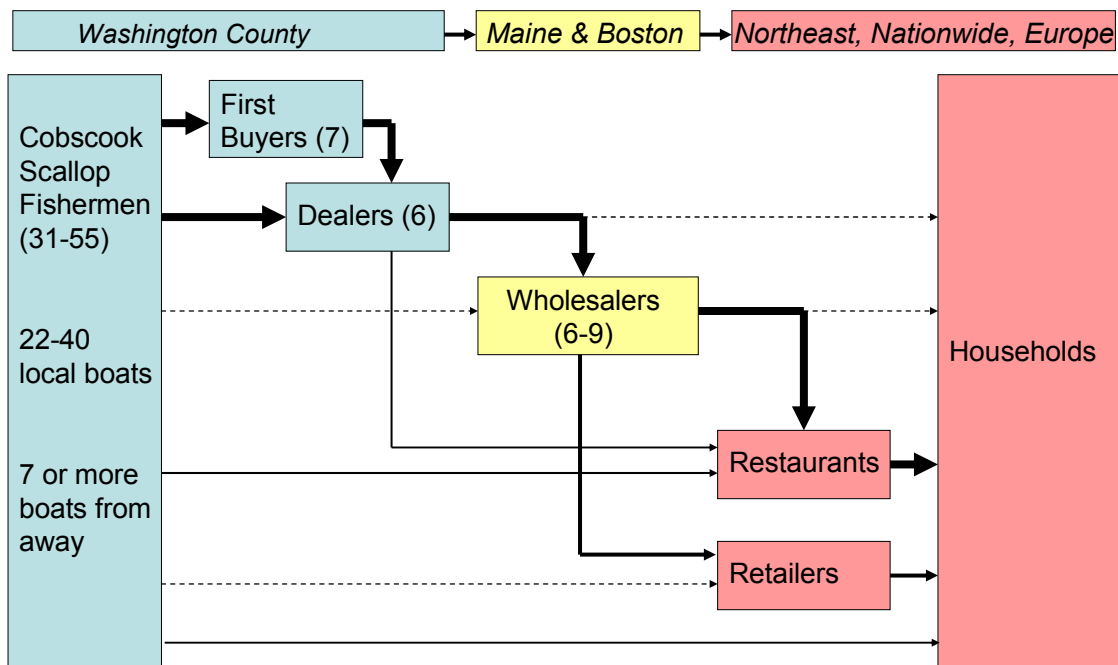 Washington County
Maine & Boston
Northeast, Nationwide, Europe
Cobscook
Scallop
Fishermen
(31-55)
22-40
local boats
7 or more
boats from
away
First
Buyers (7)
Dealers (6)
Wholesalers
(6-9)
Restaurants
Retailers
Households